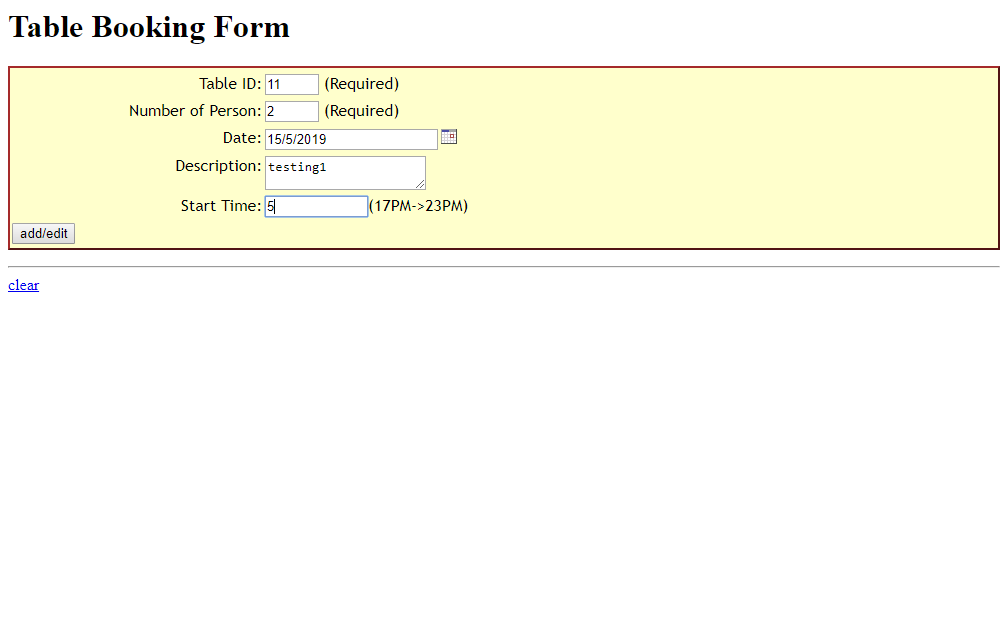 Table Booking Form
Table ID: 11 (Required)
Number of Person: 2 (Required)
Date: 15/5/2019
Description: testing1
Start Time: 5 (17PM->23PM)
add/edit
clear